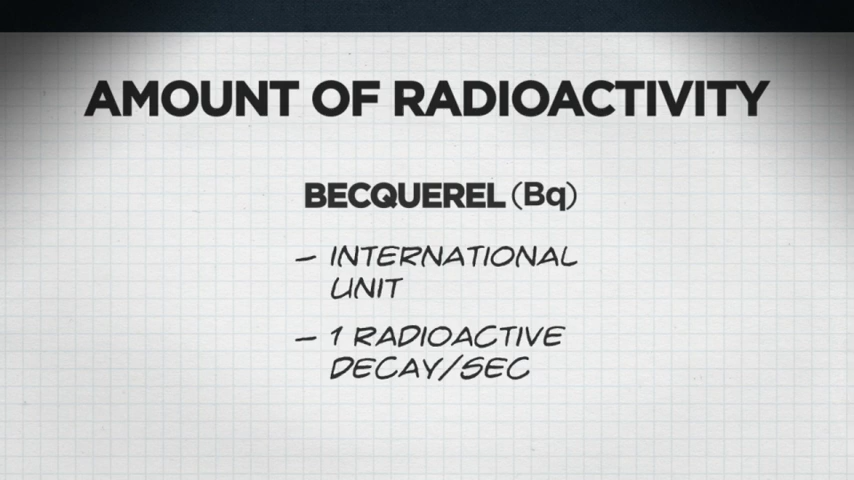 AMOUNT OF RADIOACTIVITY
BECQUEREL (Bq)
– INTERNATIONAL
UNIT
– 1 RADIOACTIVE
DECAY/SEC